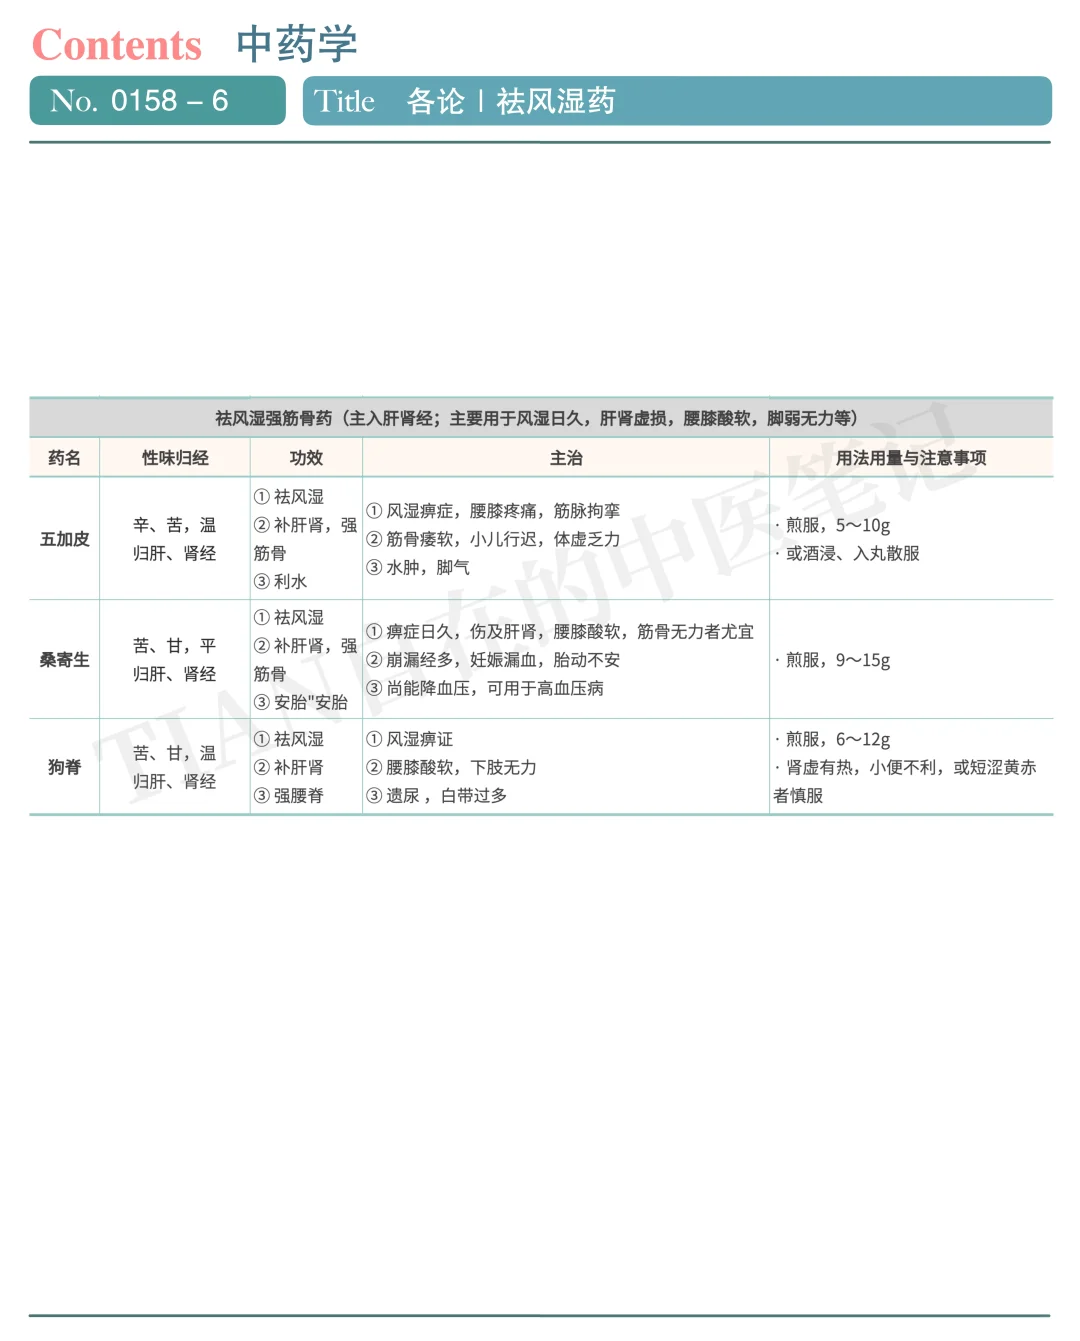 Contents 中药学
No. 0158 – 6
Title 各论 | 祛风湿药
祛风湿强筋骨药（主入肝肾经；主要用于风湿日久，肝肾虚损，腰膝酸软，脚弱无力等）
药名 性味归经 功效 主治 用法用量与注意事项
五加皮
辛、苦，温
归肝、肾经
① 祛风湿
② 补肝肾，强
筋骨
③ 利水
① 风湿痹症，腰膝疼痛，筋脉拘挛
② 筋骨痿软，小儿行迟，体虚乏力
③ 水肿，脚气
· 煎服，5～10g
· 或酒浸、入丸散服
桑寄生
苦、甘，平
归肝、肾经
① 祛风湿
② 补肝肾，强
筋骨
③ 安胎"安胎
① 痹症日久，伤及肝肾，腰膝酸软，筋骨无力者尤宜
② 崩漏经多，妊娠漏血，胎动不安
③ 尚能降血压，可用于高血压病
· 煎服，9～15g
狗脊
苦、甘，温
归肝、肾经
① 祛风湿
② 补肝肾
③ 强腰脊
① 风湿痹证
② 腰膝酸软，下肢无力
③ 遗尿 ，白带过多
· 煎服，6～12g
· 肾虚有热，小便不利，或短涩黄赤
者慎服
TIAN自在的中医笔记